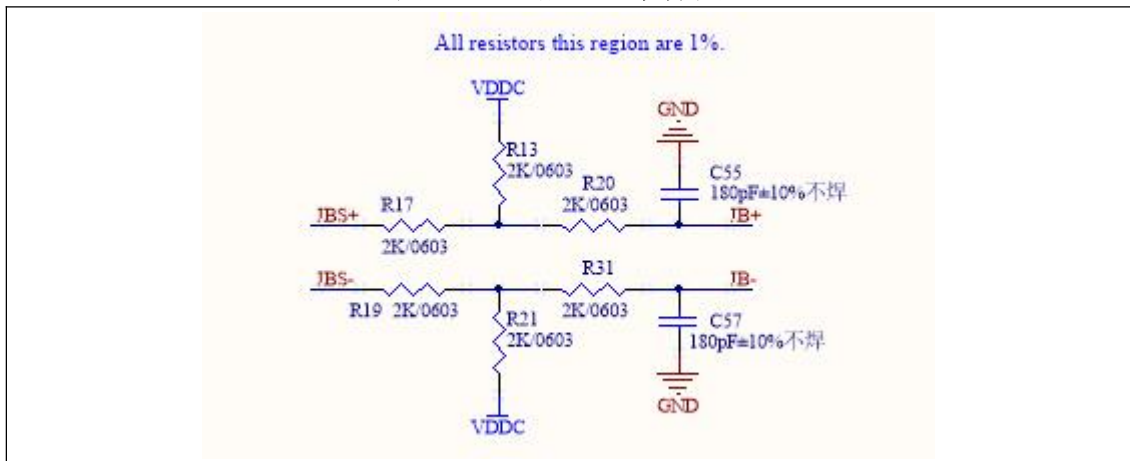 All resistors this region are 1%.
VDDC
GND
R13
2K/0603
C55
180pF±10%不焊
R20
2K/0603
R17
2K/0603
JBS+
JB+
JBS-
JB-
R31
2K/0603
R19 2K/0603
R21
2K/0603
C57
180pF±10%不焊
GND
VDDC